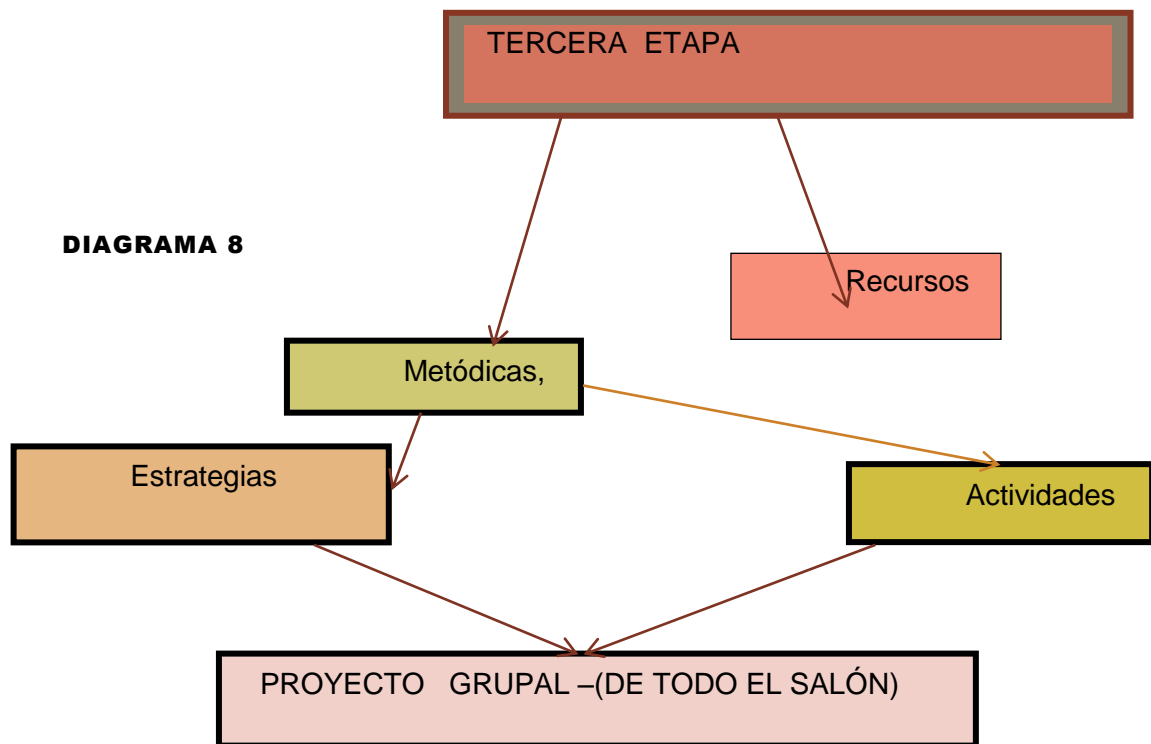 TERCERA ETAPA
DIAGRAMA 8
Recursos
Metódicas,
Estrategias
Actividades
PROYECTO GRUPAL –(DE TODO EL SALÓN)